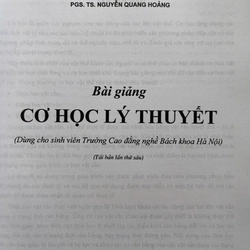 PGS. TS. NGUYỄN QUANG HOÀNG
Bài giảng
CƠ HỌC LÝ THUYẾT
(Dùng cho sinh viên Trường Cao đẳng nghề Bách khoa Hà Nội)
(Tái bản lần thứ sáu)